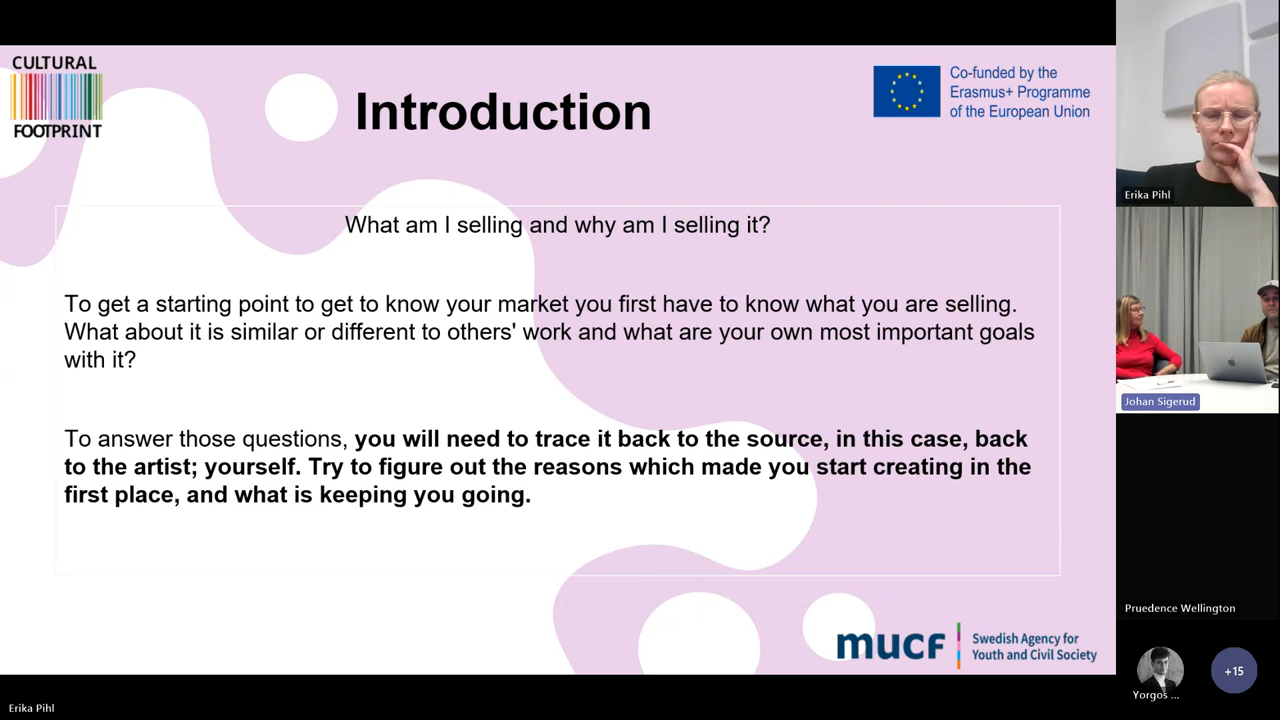 CULTURAL
FOOTPRINT
Introduction
Co-funded by the
Erasmus+ Programme
of the European Union
What am I selling and why am I selling it?
To get a starting point to get to know your market you first have to know what you are selling.
What about it is similar or different to others' work and what are your own most important goals
with it?
To answer those questions, you will need to trace it back to the source, in this case, back
to the artist; yourself. Try to figure out the reasons which made you start creating in the
first place, and what is keeping you going.
mucf
Swedish Agency for
Youth and Civil Society
Erika Pihl
Johan Sigerud
Pruedence Wellington
Yorgos ...
+15
Erika Pihl